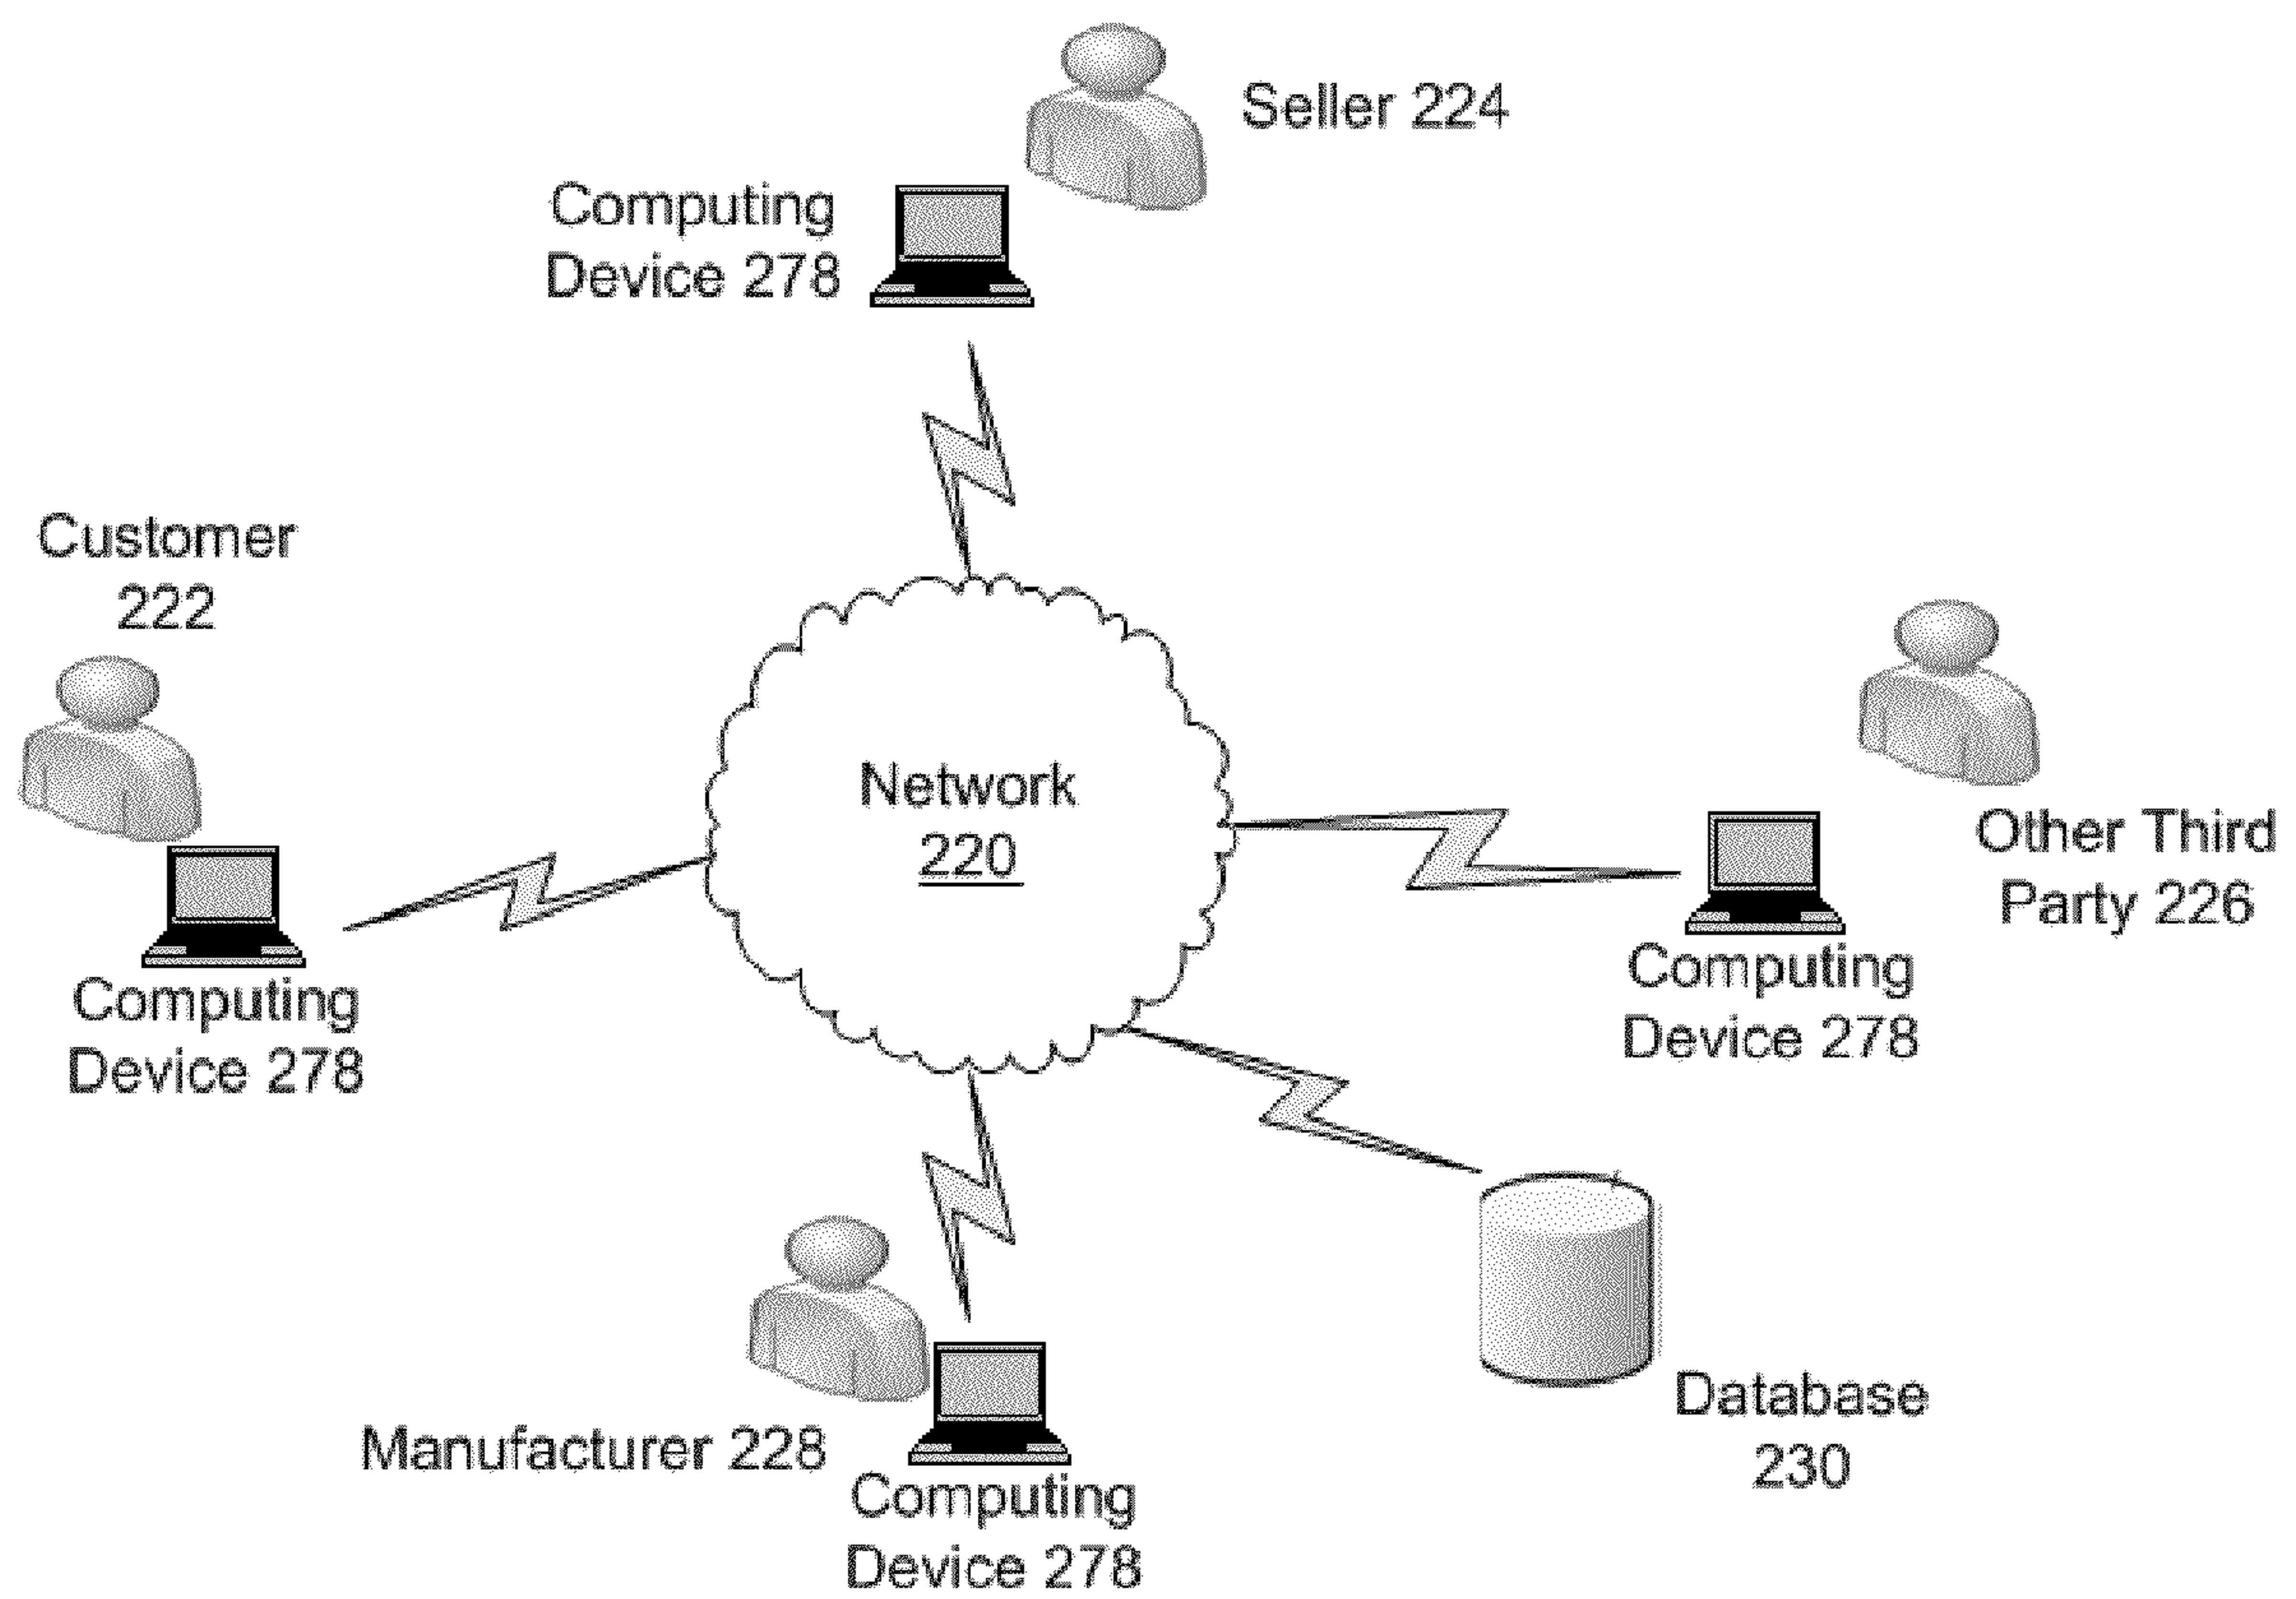 Seller 224
Computing
Device 278
Customer
222
Network
220
Other Third
Party 226
Computing
Device 278
Computing
Device 278
Manufacturer 228
Computing
Device 278
Database
230